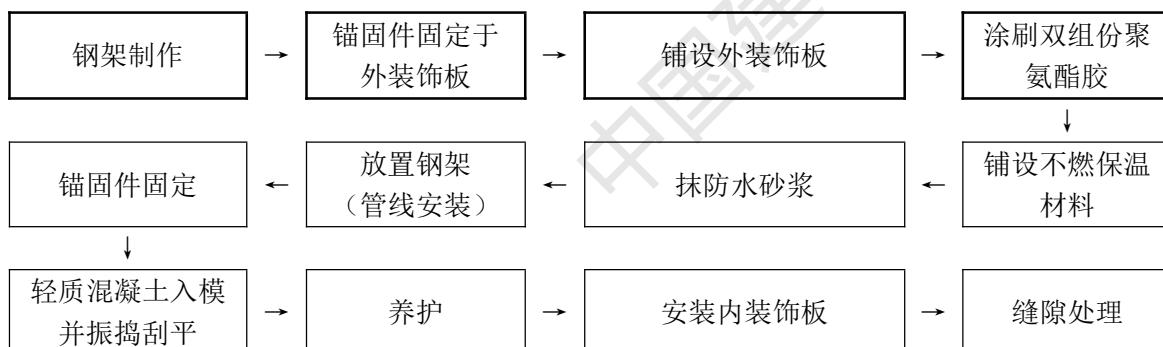 钢架制作
→
锚固件固定于
外装饰板
→
铺设外装饰板
→
涂刷双组份聚
氨酯胶
↓
铺设不燃保温
材料
←
抹防水砂浆
←
放置钢架
（管线安装）
←
锚固件固定
↓
轻质混凝土入模
并振捣刮平
→
养护
→
安装内装饰板
→
缝隙处理
中国建